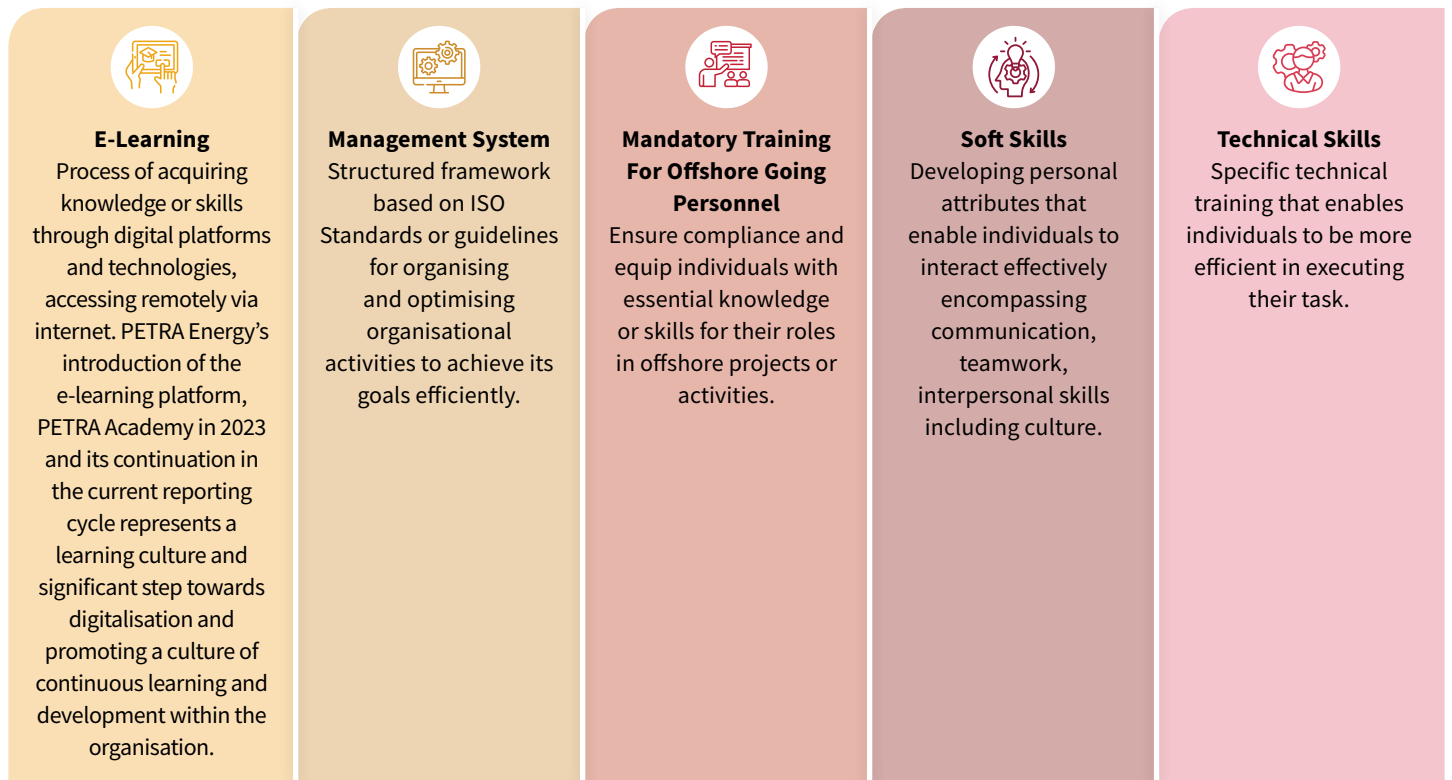 E-Learning
Process of acquiring
knowledge or skills
through digital platforms
and technologies,
accessing remotely via
internet. PETRA Energy’s
introduction of the
e-learning platform,
PETRA Academy in 2023
and its continuation in
the current reporting
cycle represents a
learning culture and
significant step towards
digitalisation and
promoting a culture of
continuous learning and
development within the
organisation.
Management System
Structured framework
based on ISO
Standards or guidelines
for organising
and optimising
organisational
activities to achieve its
goals efficiently.
Mandatory Training
For Offshore Going
Personnel
Ensure compliance and
equip individuals with
essential knowledge
or skills for their roles
in offshore projects or
activities.
Soft Skills
Developing personal
attributes that
enable individuals to
interact effectively
encompassing
communication,
teamwork,
interpersonal skills
including culture.
Technical Skills
Specific technical
training that enables
individuals to be more
efficient in executing
their task.